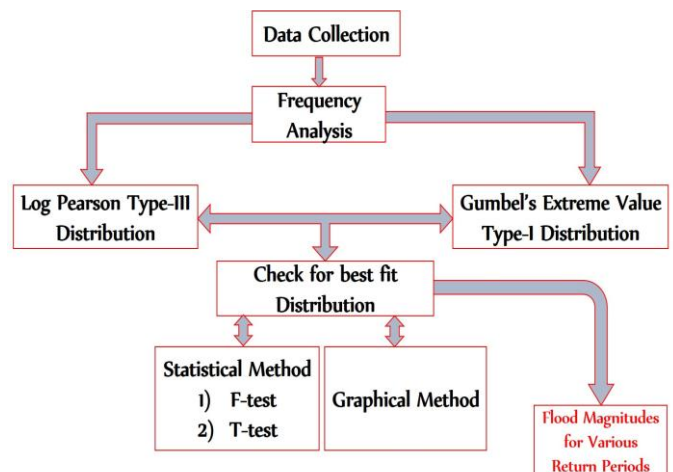 Data Collection
Frequency
Analysis
Log Pearson Type-III
Distribution
Gumbel's Extreme Value
Type-I Distribution
Check for best fit
Distribution
Statistical Method
1) F-test
2) T-test
Graphical Method
Flood Magnitudes
for Various
Return Periods